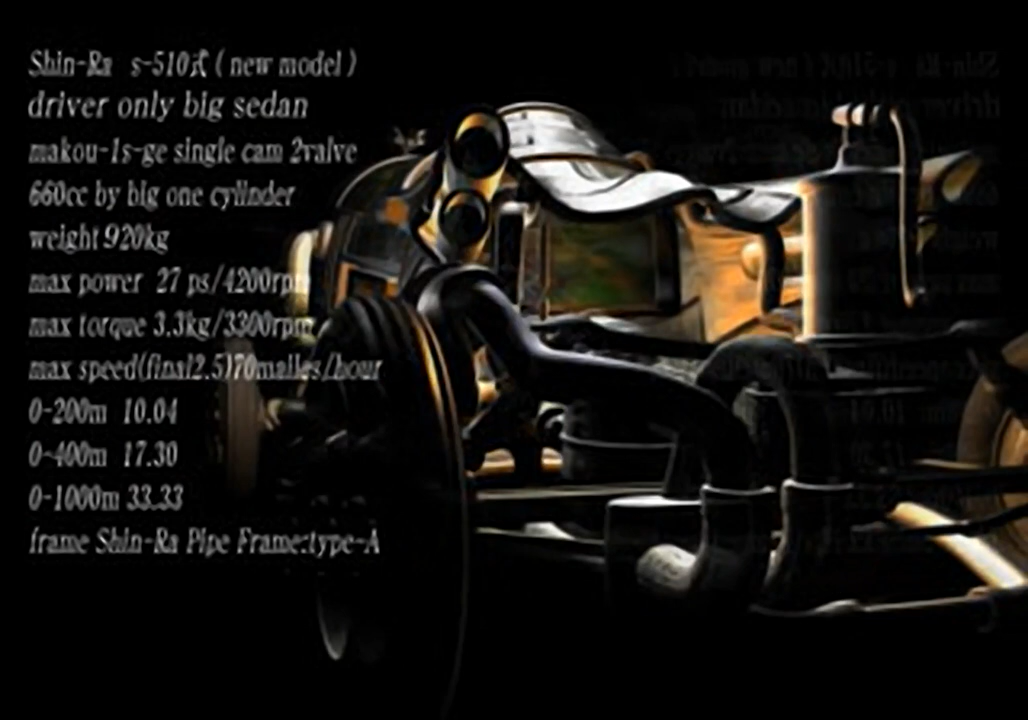 Shin-Ra s-510式 ( new model )
driver only big sedan
makou-1s-ge single cam 2valve
660cc by big one cylinder
weight 920kg
max power 27 ps/4200rpm
max torque 3.3kg/3300rpm
max speed(final2.5)70mailes/hour
0-200m 10.04
0-400m 17.30
0-1000m 33.33
frame Shin-Ra Pipe Frame:type-A